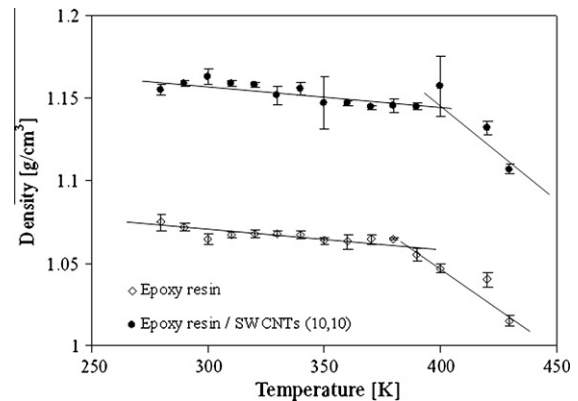 1.2
1.15
1.1
1.05
1
Density [g/cm³]
Epoxy resin
Epoxy resin / SWCNTs (10,10)
250
300
350
400
450
Temperature [K]